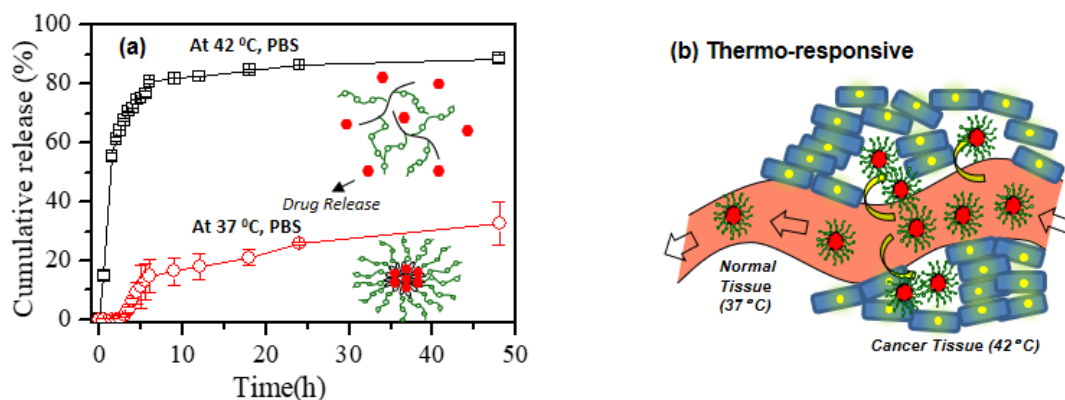 (a)
At 42 ⁰C, PBS
Drug Release
At 37 ⁰C, PBS
Cumulative release (%)
100
80
60
40
20
0
0 10 20 30 40 50
Time(h)
(b) Thermo-responsive
Normal
Tissue
(37°C)
Cancer Tissue (42°C)